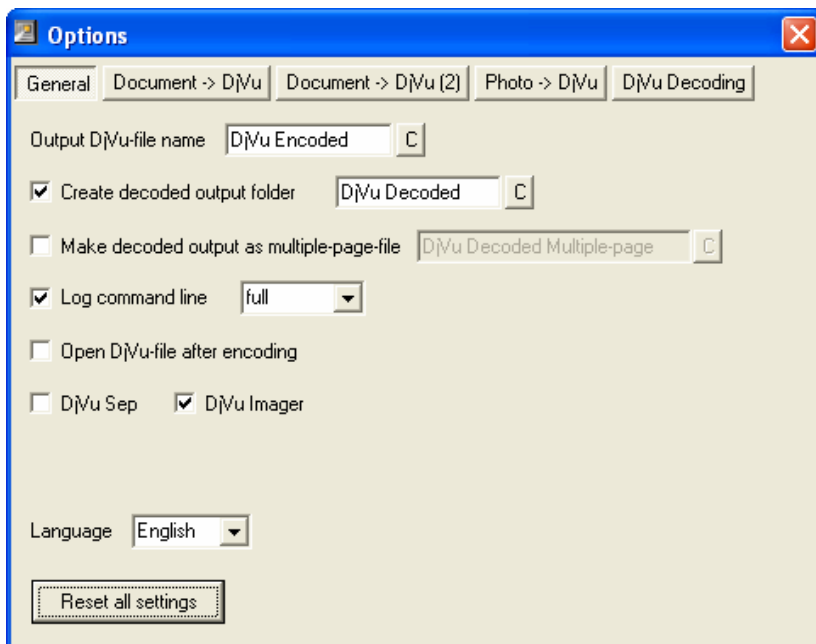 Options
General Document -> DjVu Document -> DjVu (2) Photo -> DjVu DjVu Decoding
Output DjVu-file name DjVu Encoded C
Create decoded output folder DjVu Decoded C
Make decoded output as multiple-page-file DjVu Decoded Multiple-page C
Log command line full
Open DjVu-file after encoding
DjVu Sep DjVu Imager
Language English
Reset all settings